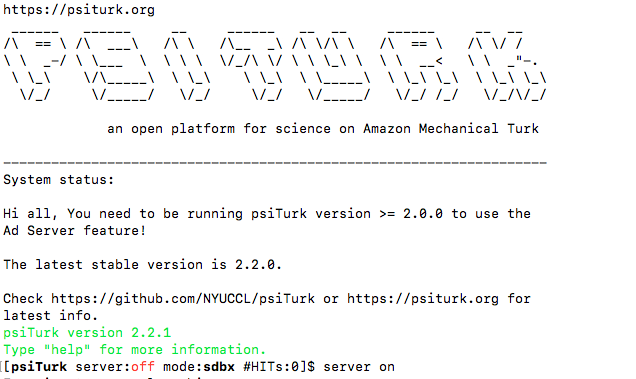 https://psiturk.org
an open platform for science on Amazon Mechanical Turk
System status:
Hi all, You need to be running psiTurk version >= 2.0.0 to use the
Ad Server feature!
The latest stable version is 2.2.0.
Check https://github.com/NYUCCL/psiTurk or https://psiturk.org for
latest info.
psiTurk version 2.2.1
Type "help" for more information.
[psiTurk server:off mode:sdbx #HITs:0]$ server on